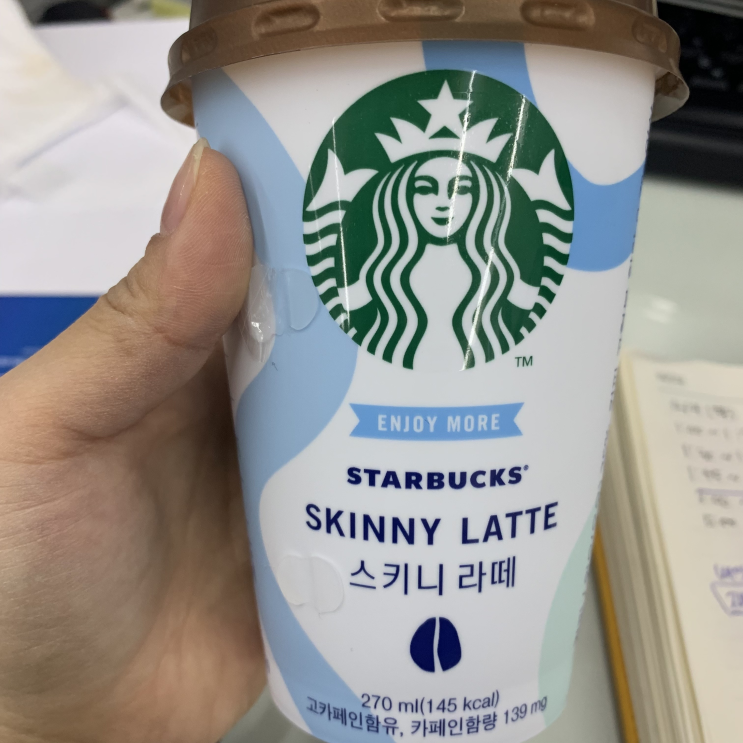 TM
ENJOY MORE
STARBUCKS®
SKINNY LATTE
스키니 라떼
270 ml(145 kcal)
고카페인함유, 카페인함량 139 mg